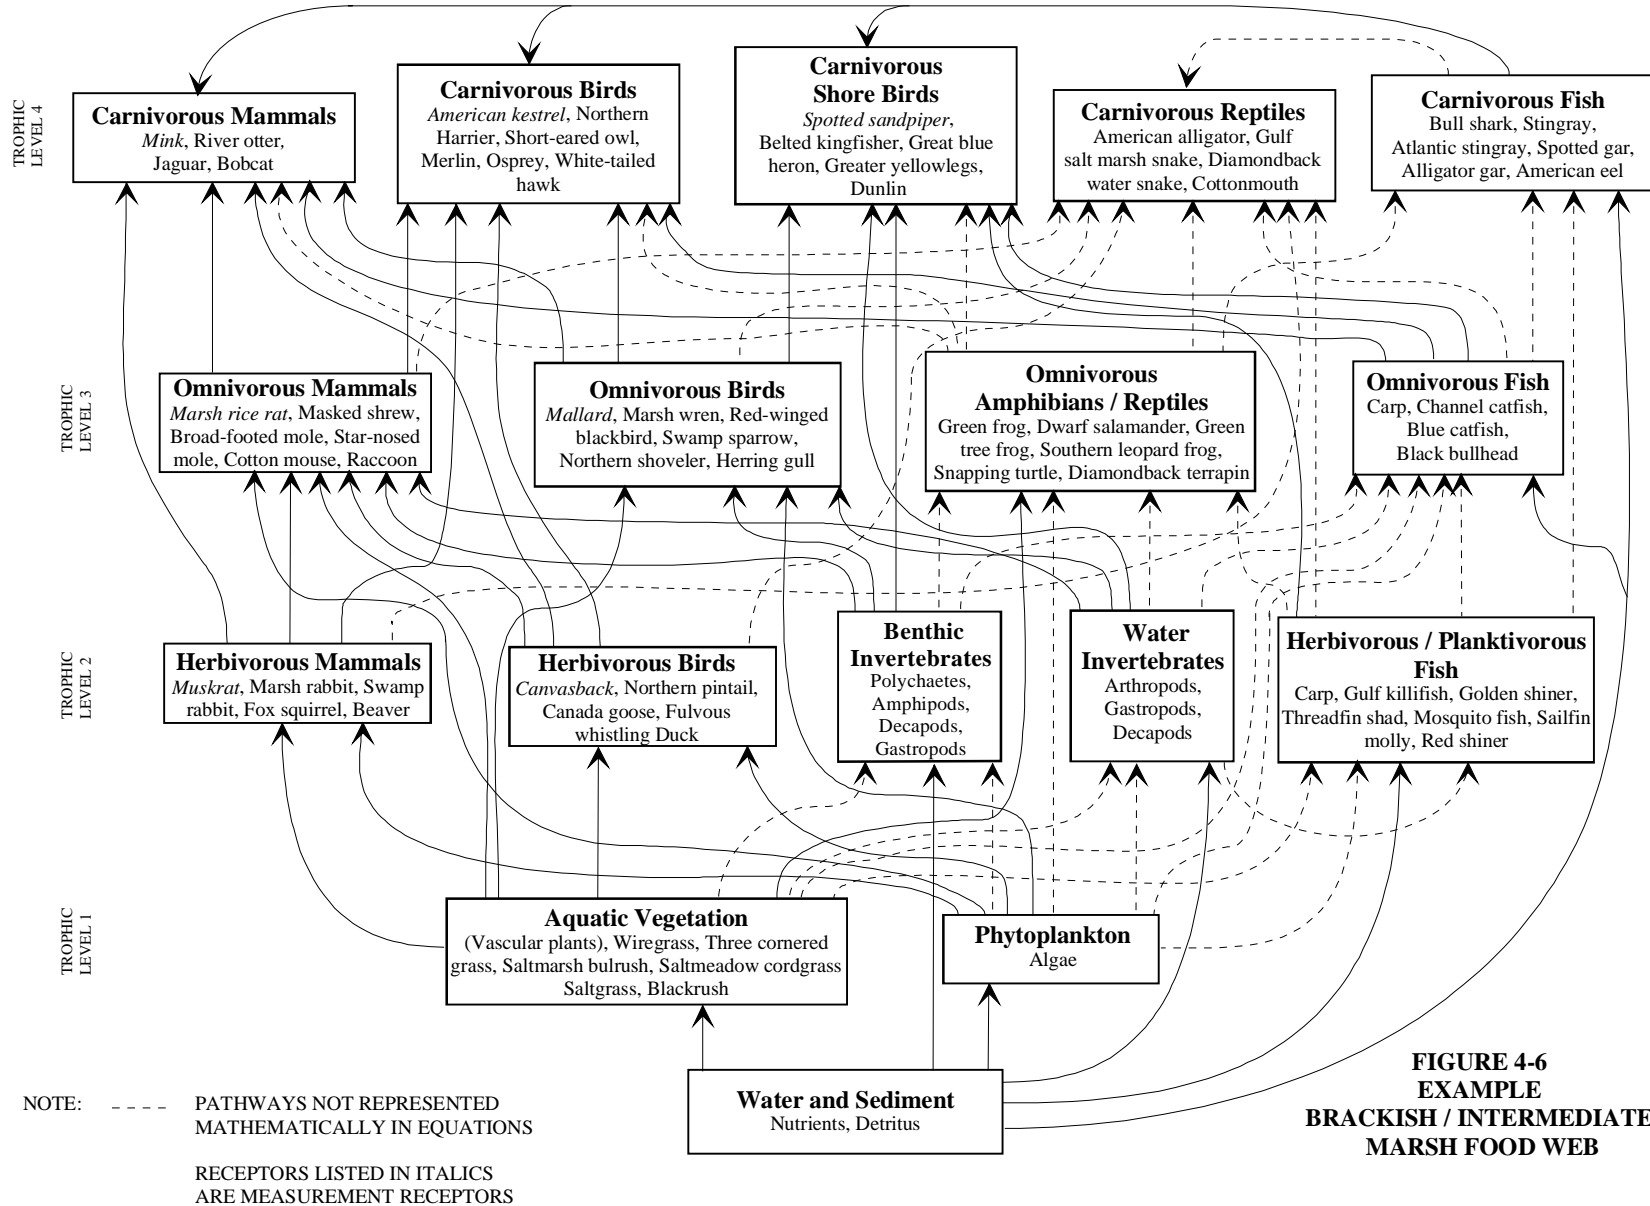 TROPHIC
LEVEL 4
Carnivorous Mammals
Mink, River otter,
Jaguar, Bobcat
Carnivorous Birds
American kestrel, Northern
Harrier, Short-eared owl,
Merlin, Osprey, White-tailed
hawk
Carnivorous
Shore Birds
Spotted sandpiper,
Belted kingfisher, Great blue
heron, Greater yellowlegs,
Dunlin
Carnivorous Reptiles
American alligator, Gulf
salt marsh snake, Diamondback
water snake, Cottonmouth
Carnivorous Fish
Bull shark, Stingray,
Atlantic stingray, Spotted gar,
Alligator gar, American eel
TROPHIC
LEVEL 3
Omnivorous Mammals
Marsh rice rat, Masked shrew,
Broad-footed mole, Star-nosed
mole, Cotton mouse, Raccoon
Omnivorous Birds
Mallard, Marsh wren, Red-winged
blackbird, Swamp sparrow,
Northern shoveler, Herring gull
Omnivorous
Amphibians / Reptiles
Green frog, Dwarf salamander, Green
tree frog, Southern leopard frog,
Snapping turtle, Diamondback terrapin
Omnivorous Fish
Carp, Channel catfish,
Blue catfish,
Black bullhead
TROPHIC
LEVEL 2
Herbivorous Mammals
Muskrat, Marsh rabbit, Swamp
rabbit, Fox squirrel, Beaver
Herbivorous Birds
Canvasback, Northern pintail,
Canada goose, Fulvous
whistling Duck
Benthic
Invertebrates
Polychaetes,
Amphipods,
Decapods,
Gastropods
Water
Invertebrates
Arthropods,
Gastropods,
Decapods
Herbivorous / Planktivorous
Fish
Carp, Gulf killifish, Golden shiner,
Threadfin shad, Mosquito fish, Sailfin
molly, Red shiner
TROPHIC
LEVEL 1
Aquatic Vegetation
(Vascular plants), Wiregrass, Three cornered
grass, Saltmarsh bulrush, Saltmeadow cordgrass
Saltgrass, Blackrush
Phytoplankton
Algae
Water and Sediment
Nutrients, Detritus
NOTE:
PATHWAYS NOT REPRESENTED
MATHEMATICALLY IN EQUATIONS
RECEPTORS LISTED IN ITALICS
ARE MEASUREMENT RECEPTORS
FIGURE 4-6
EXAMPLE
BRACKISH / INTERMEDIATE
MARSH FOOD WEB